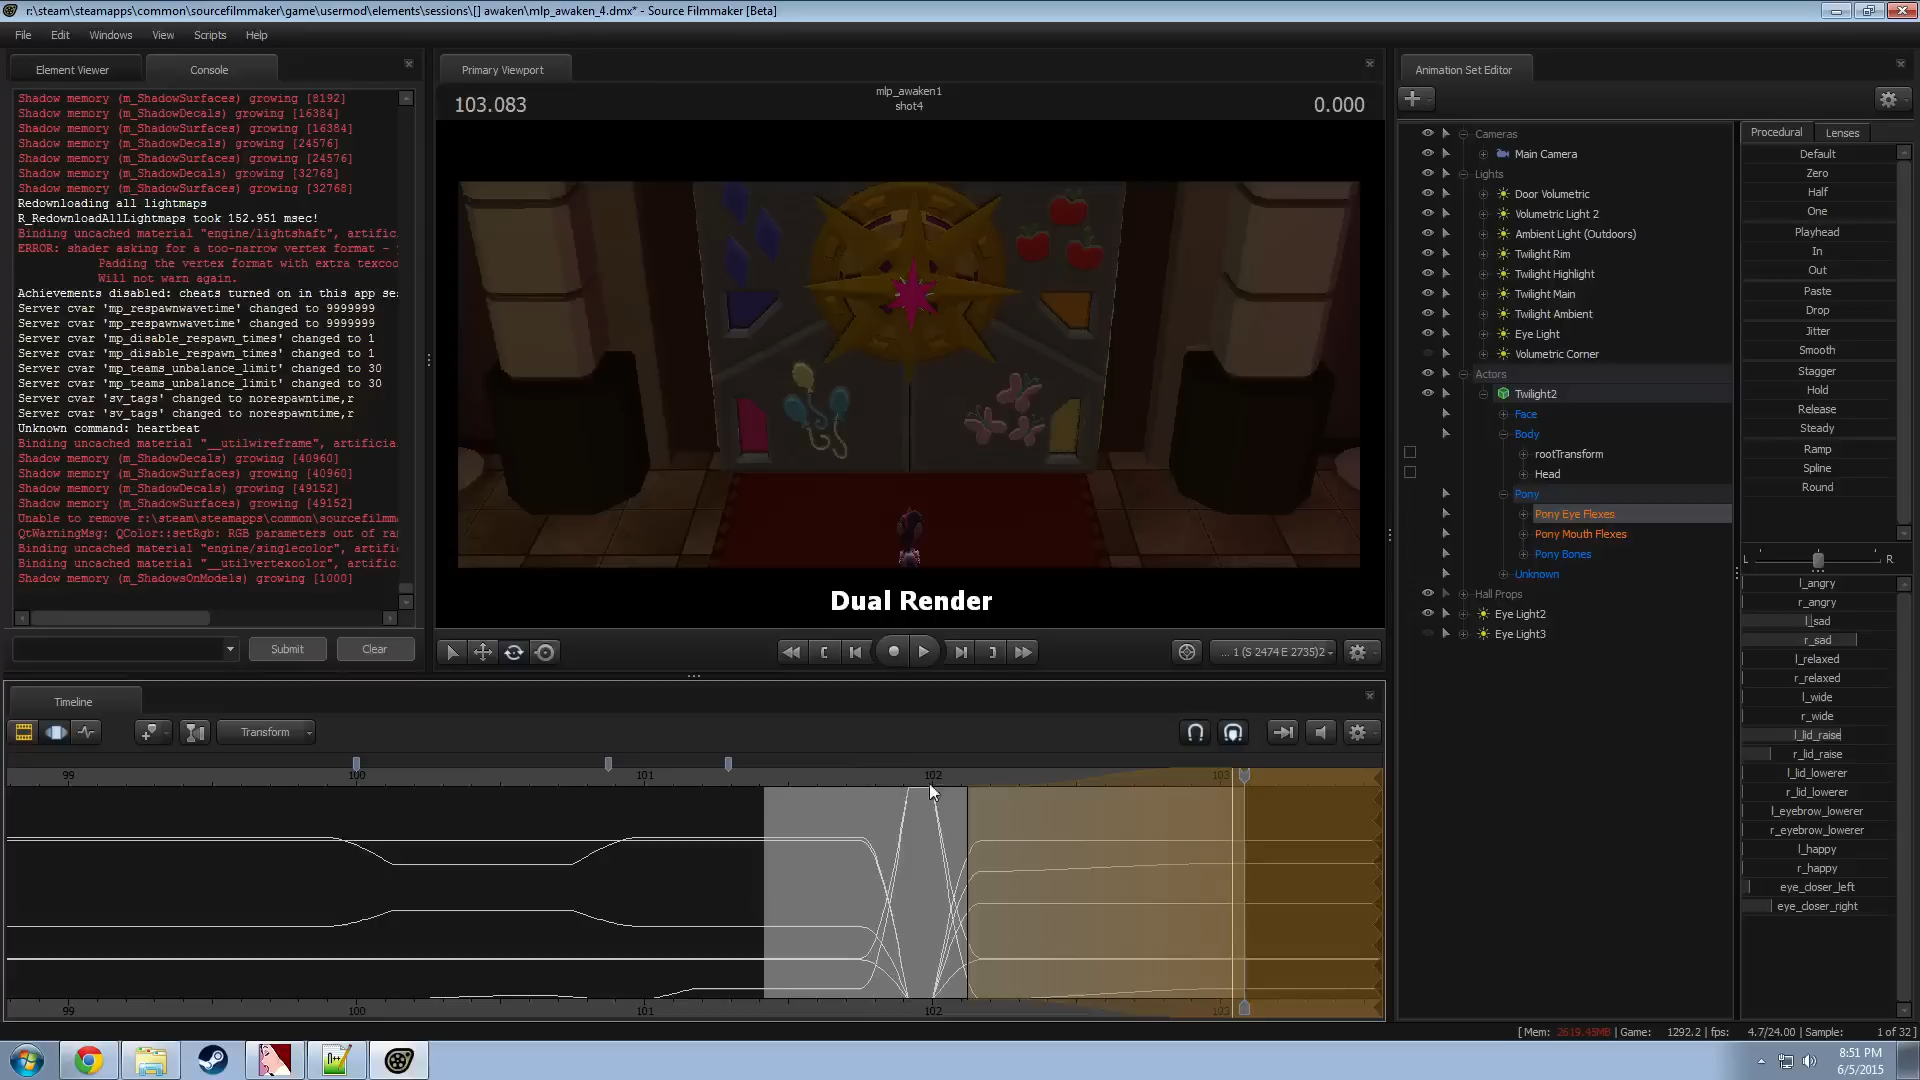 r:\steam\steamapps\common\sourcefilmmaker\game\usermod\elements\sessions\[] awaken\mlp_awaken_4.dmx* - Source Filmmaker [Beta]
File Edit Windows View Scripts Help
Element Viewer Console
Shadow memory (m_ShadowSurfaces) growing [8192]
Shadow memory (m_ShadowDecals) growing [16384]
Shadow memory (m_ShadowSurfaces) growing [16384]
Shadow memory (m_ShadowDecals) growing [24576]
Shadow memory (m_ShadowSurfaces) growing [24576]
Shadow memory (m_ShadowDecals) growing [32768]
Shadow memory (m_ShadowSurfaces) growing [32768]
Redownloading all lightmaps
R_RedownloadAllLightmaps took 152.951 msec!
Binding uncached material "engine/lightshaft", artific
ERROR: shader asking for a too-narrow vertex format -
Padding the vertex format with extra texcoo
Will not warn again.
Achievements disabled: cheats turned on in this app se
Server cvar 'mp_respawnwavetime' changed to 9999999
Server cvar 'mp_respawnwavetime' changed to 9999999
Server cvar 'mp_disable_respawn_times' changed to 1
Server cvar 'mp_disable_respawn_times' changed to 1
Server cvar 'mp_teams_unbalance_limit' changed to 30
Server cvar 'mp_teams_unbalance_limit' changed to 30
Server cvar 'sv_tags' changed to norespawntime,r
Server cvar 'sv_tags' changed to norespawntime,r
Unknown command: heartbeat
Binding uncached material "__utilwireframe", artificia
Shadow memory (m_ShadowDecals) growing [40960]
Shadow memory (m_ShadowSurfaces) growing [40960]
Shadow memory (m_ShadowDecals) growing [49152]
Shadow memory (m_ShadowSurfaces) growing [49152]
Unable to remove r:\steam\steamapps\common\sourcefilmm
QtWarningMsg: QColor::setRgb: RGB parameters out of ra
Binding uncached material "engine/singlecolor", artifi
Binding uncached material "__utilvertexcolor", artific
Shadow memory (m_ShadowsOnModels) growing [1000]
Submit Clear
Primary Viewport
103.083 mlp_awaken1 0.000
shot4
Dual Render
... 1 (S 2474 E 2735)2
Animation Set Editor
Cameras
Main Camera
Lights
Door Volumetric
Volumetric Light 2
Ambient Light (Outdoors)
Twilight Rim
Twilight Highlight
Twilight Main
Twilight Ambient
Eye Light
Volumetric Corner
Actors
Twilight2
Face
Body
rootTransform
Head
Pony
Pony Eye Flexes
Pony Mouth Flexes
Pony Bones
Unknown
Hall Props
Eye Light2
Eye Light3
Procedural Lenses
Default
Zero
Half
One
Playhead
In
Out
Paste
Drop
Jitter
Smooth
Stagger
Hold
Release
Steady
Ramp
Spline
Round
L R
l_angry
r_angry
l_sad
r_sad
l_relaxed
r_relaxed
l_wide
r_wide
l_lid_raise
r_lid_raise
l_lid_lowerer
r_lid_lowerer
l_eyebrow_lowerer
r_eyebrow_lowerer
l_happy
r_happy
eye_closer_left
eye_closer_right
Timeline
Transform
99 100 101 102 103
99 100 101 102 103
[ Mem: 2619.45MB | Game: 1292.2 | fps: 4.7/24.00 | Sample: 1 of 32 ]
8:51 PM
6/5/2015